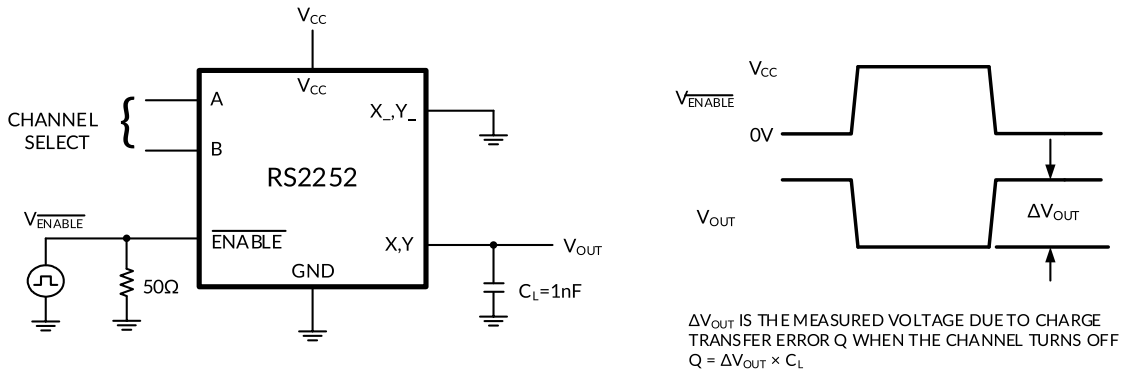 VCC
VCC
A
CHANNEL
SELECT
B
X_,Y_
RS2252
VENABLE
ENABLE
X,Y
VOUT
GND
50Ω
CL=1nF
VCC
VENABLE
0V
VOUT
ΔVOUT
ΔVOUT IS THE MEASURED VOLTAGE DUE TO CHARGE
TRANSFER ERROR Q WHEN THE CHANNEL TURNS OFF
Q = ΔVOUT × CL